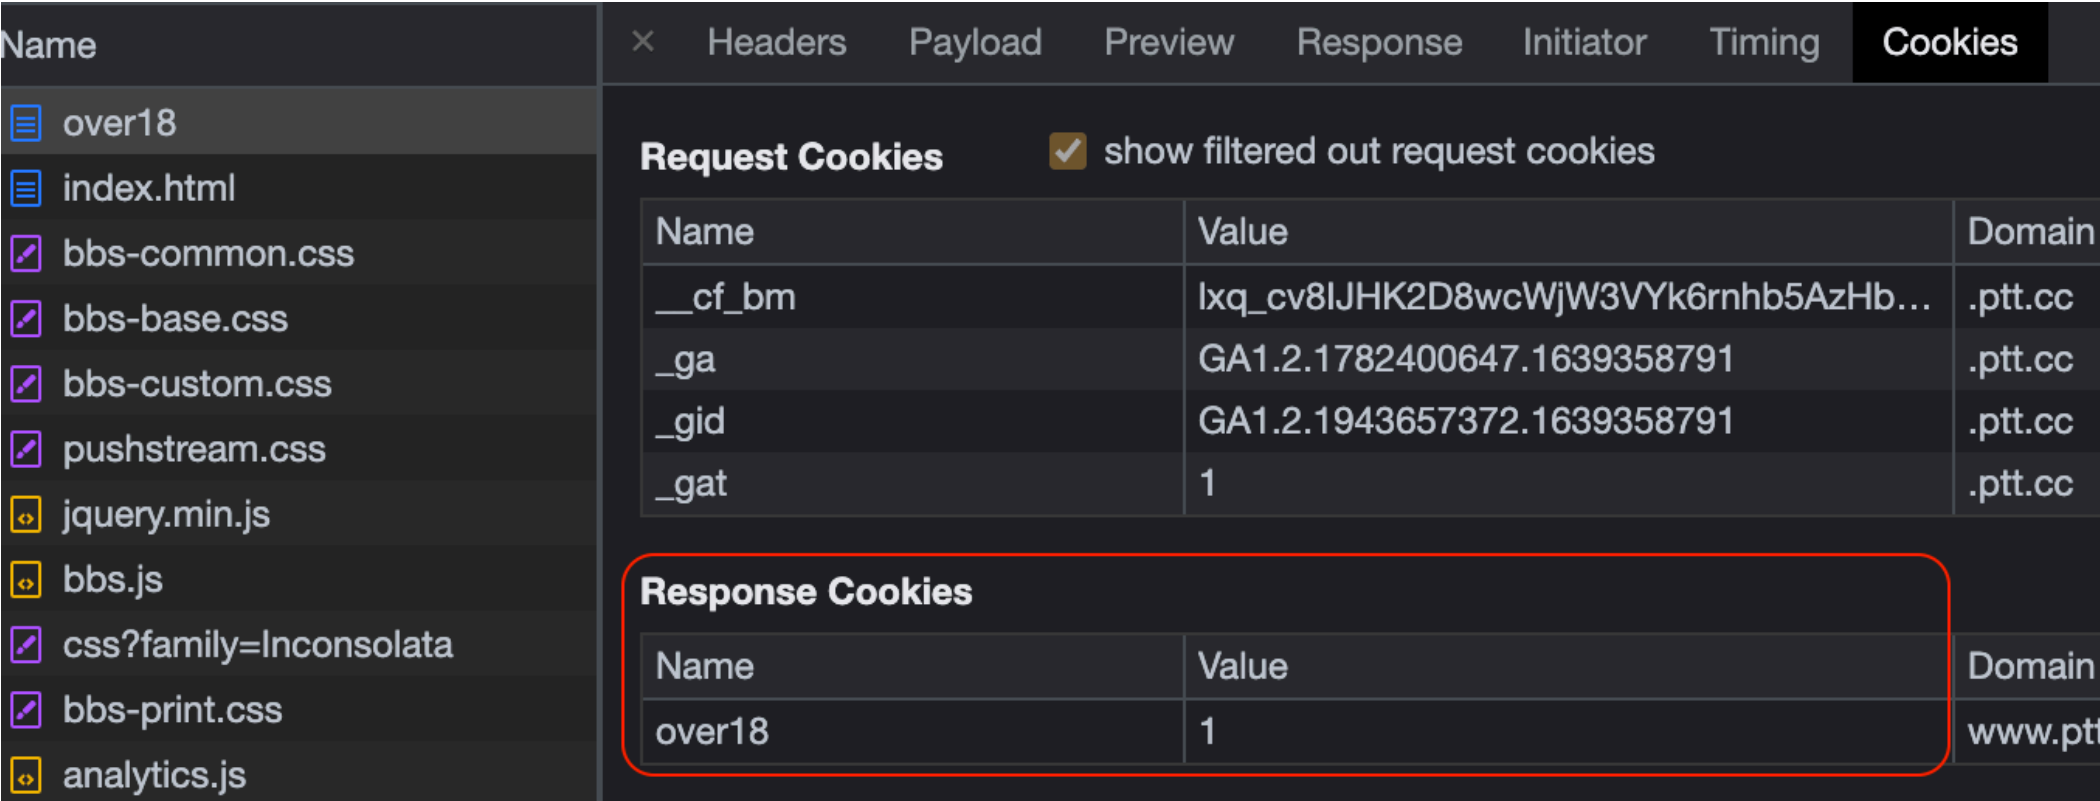 Name
over18
index.html
bbs-common.css
bbs-base.css
bbs-custom.css
pushstream.css
jquery.min.js
bbs.js
css?family=Inconsolata
bbs-print.css
analytics.js
× Headers Payload Preview Response Initiator Timing Cookies
Request Cookies show filtered out request cookies
Name Value Domain
__cf_bm lxq_cv8IJHK2D8wcWjW3VYk6rnhb5AzHb... .ptt.cc
_ga GA1.2.1782400647.1639358791 .ptt.cc
_gid GA1.2.1943657372.1639358791 .ptt.cc
_gat 1 .ptt.cc
Response Cookies
Name Value Domain
over18 1 www.ptt